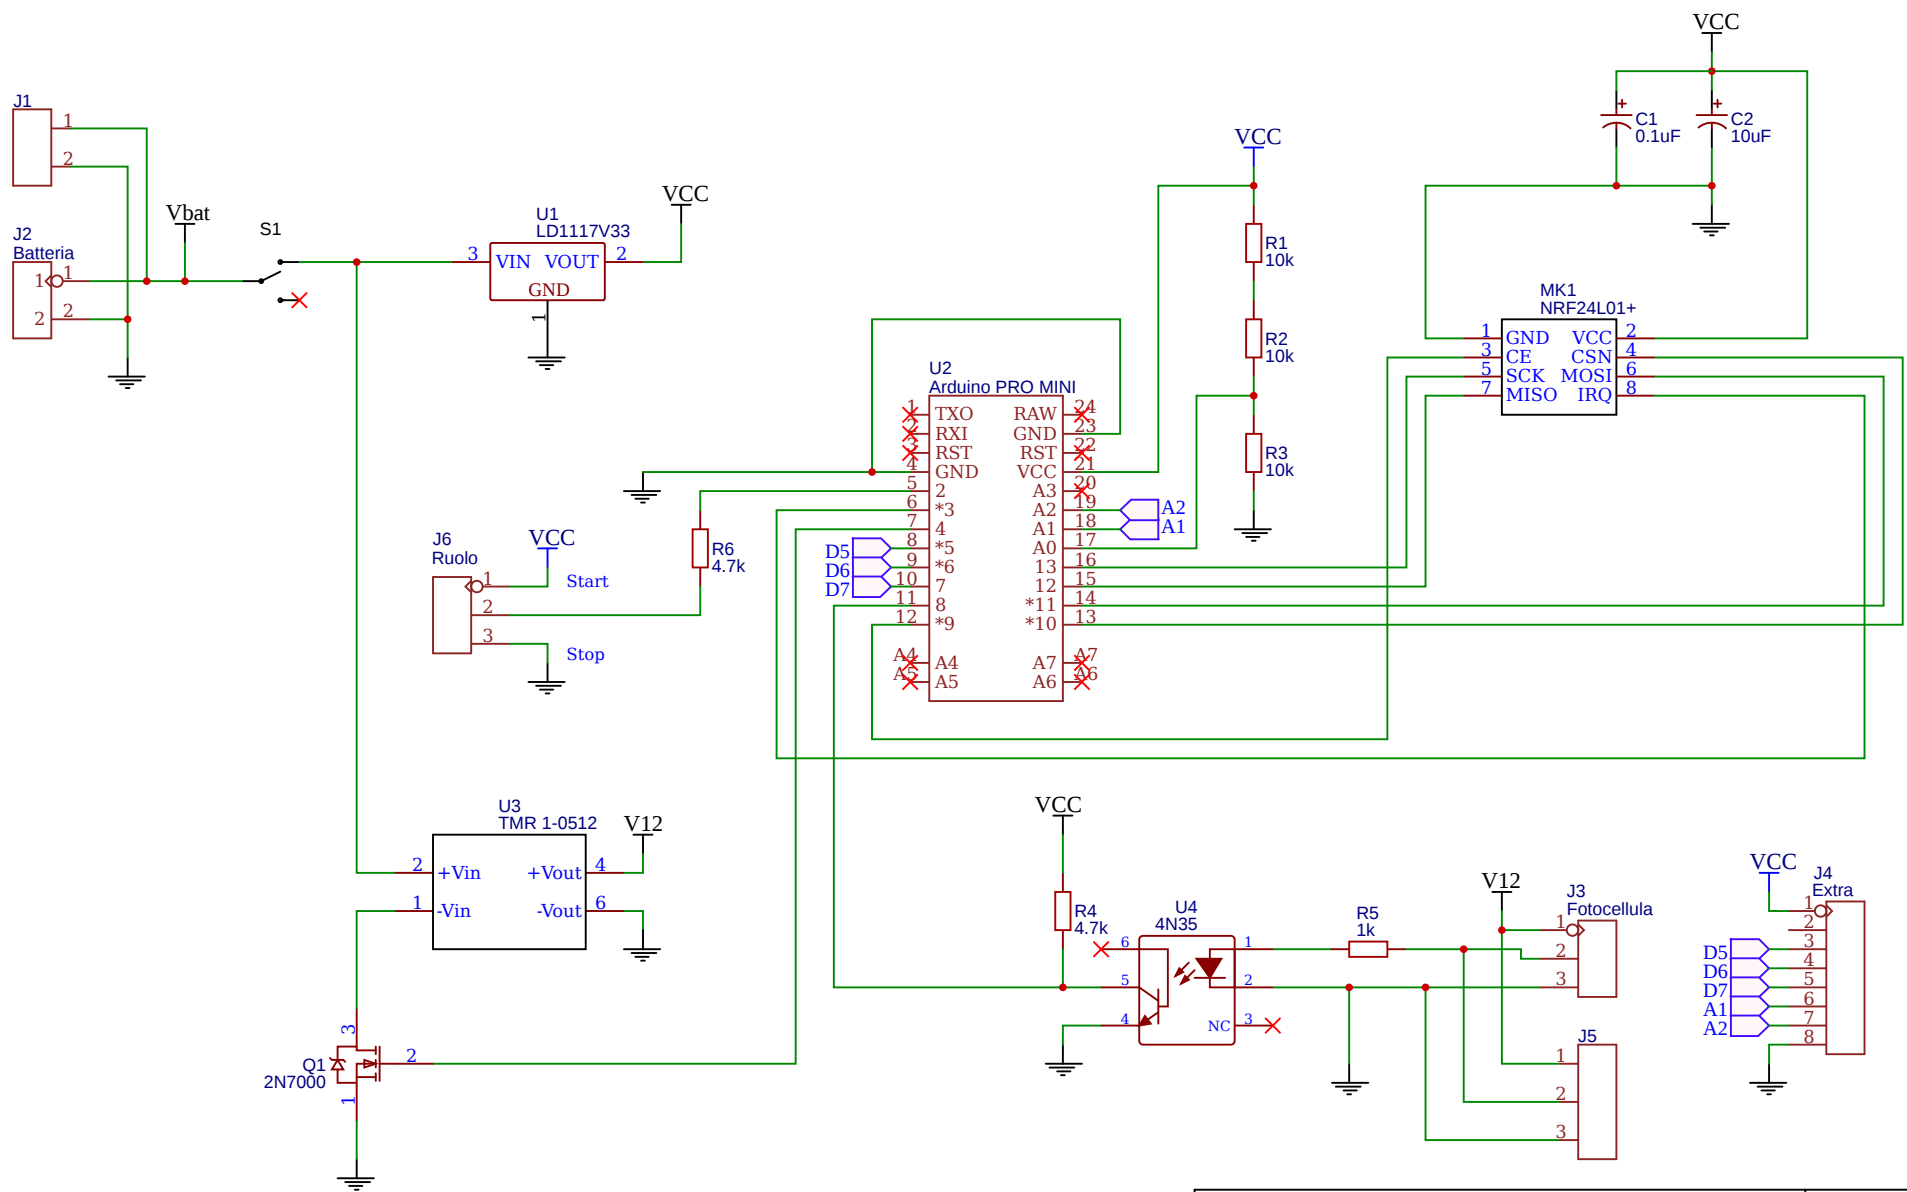 VCC
J1
1
2
Vbat
J2
Batteria
1
1
2
2
S1
U1
LD1117V33
3
VIN
VOUT
2
GND
1
VCC
VCC
R1
10k
R2
10k
R3
10k
C1
0.1uF
C2
10uF
MK1
NRF24L01+
1 GND VCC 2
3 CE CSN 4
5 SCK MOSI 6
7 MISO IRQ 8
U2
Arduino PRO MINI
1 TXO RAW 24
2 RXI GND 23
3 RST RST 22
4 GND VCC 21
5 2 A3 20
6 *3 A2 19
7 4 A1 18
8 *5 A0 17
9 *6 13 16
10 7 12 15
11 8 *11 14
12 *9 *10 13
A4 A4 A7 A7
A5 A5 A6 A6
A2
A1
D5
D6
D7
J6
Ruolo
VCC
1
Start
2
3
Stop
R6
4.7k
U3
TMR 1-0512
V12
2 +Vin +Vout 4
1 -Vin -Vout 6
3
Q1
2N7000
2
1
VCC
R4
4.7k
U4
4N35
6
5
4
1
2
NC 3
R5
1k
V12
J3
Fotocellula
1
2
3
J5
1
2
3
VCC
J4
Extra
1
2
D5 3
D6 4
D7 5
A1 6
A2 7
8